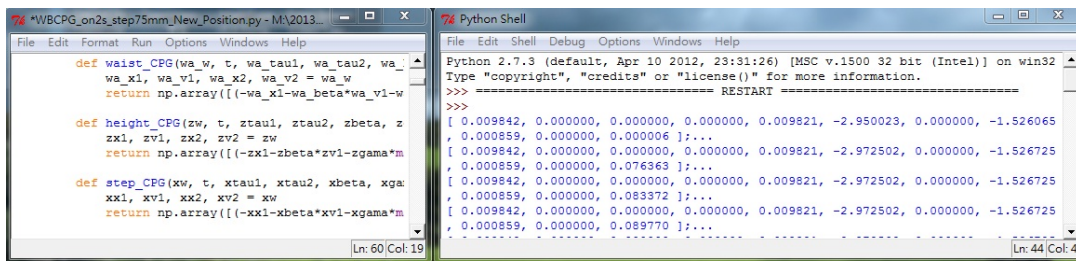 *WBCPG_on2s_step75mm_New_Position.py - M:\2013...
File Edit Format Run Options Windows Help
def waist_CPG(wa_w, t, wa_tau1, wa_tau2, wa_
wa_x1, wa_v1, wa_x2, wa_v2 = wa_w
return np.array([(-wa_x1-wa_beta*wa_v1-w
def height_CPG(zw, t, ztau1, ztau2, zbeta, z
zx1, zv1, zx2, zv2 = zw
return np.array([(-zx1-zbeta*zv1-zgama*m
def step_CPG(xw, t, xtau1, xtau2, xbeta, xga
xx1, xv1, xx2, xv2 = xw
return np.array([(-xx1-xbeta*xv1-xgama*m
Ln: 60 Col: 19
Python Shell
File Edit Shell Debug Options Windows Help
Python 2.7.3 (default, Apr 10 2012, 23:31:26) [MSC v.1500 32 bit (Intel)] on win32
Type "copyright", "credits" or "license()" for more information.
>>> ================================ RESTART ================================
>>>
[ 0.009842, 0.000000, 0.000000, 0.000000, 0.009821, -2.950023, 0.000000, -1.526065
, 0.000859, 0.000000, 0.000006 ];...
[ 0.009842, 0.000000, 0.000000, 0.000000, 0.009821, -2.972502, 0.000000, -1.526725
, 0.000859, 0.000000, 0.076363 ];...
[ 0.009842, 0.000000, 0.000000, 0.000000, 0.009821, -2.972502, 0.000000, -1.526725
, 0.000859, 0.000000, 0.083372 ];...
[ 0.009842, 0.000000, 0.000000, 0.000000, 0.009821, -2.972502, 0.000000, -1.526725
, 0.000859, 0.000000, 0.089770 ];...
Ln: 44 Col: 4